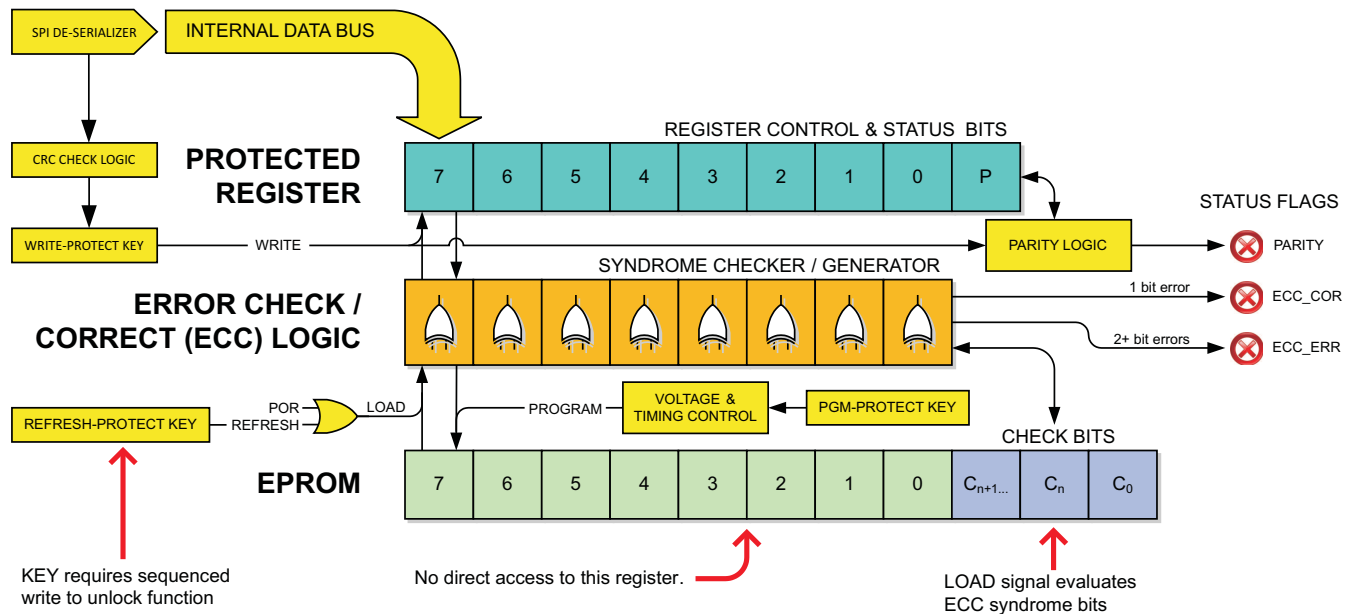 SPI DE-SERIALIZER
INTERNAL DATA BUS
REGISTER CONTROL & STATUS BITS
CRC CHECK LOGIC
PROTECTED
REGISTER
7 6 5 4 3 2 1 0 P
STATUS FLAGS
WRITE-PROTECT KEY
WRITE
PARITY LOGIC
PARITY
SYNDROME CHECKER / GENERATOR
ERROR CHECK /
CORRECT (ECC) LOGIC
1 bit error
ECC_COR
2+ bit errors
ECC_ERR
REFRESH-PROTECT KEY
POR
REFRESH
LOAD
PROGRAM
VOLTAGE &
TIMING CONTROL
PGM-PROTECT KEY
CHECK BITS
EPROM
7 6 5 4 3 2 1 0 Cn+1... Cn C0
KEY requires sequenced
write to unlock function
No direct access to this register.
LOAD signal evaluates
ECC syndrome bits